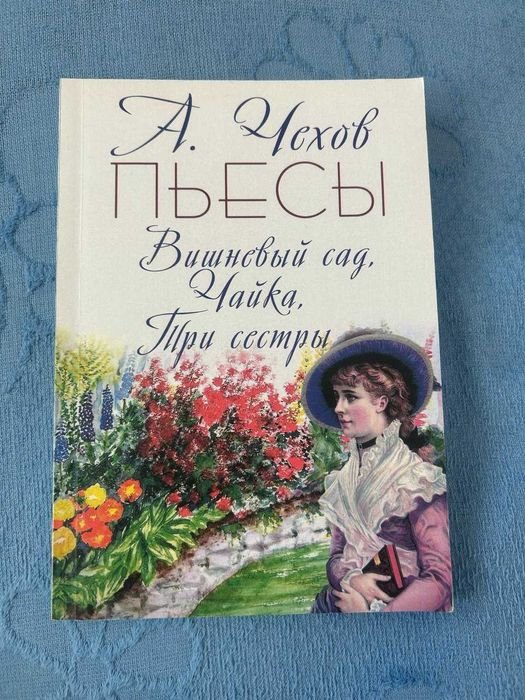 А. Чехов
ПЬЕСЫ
Вишневый сад,
Чайка,
Три сестры